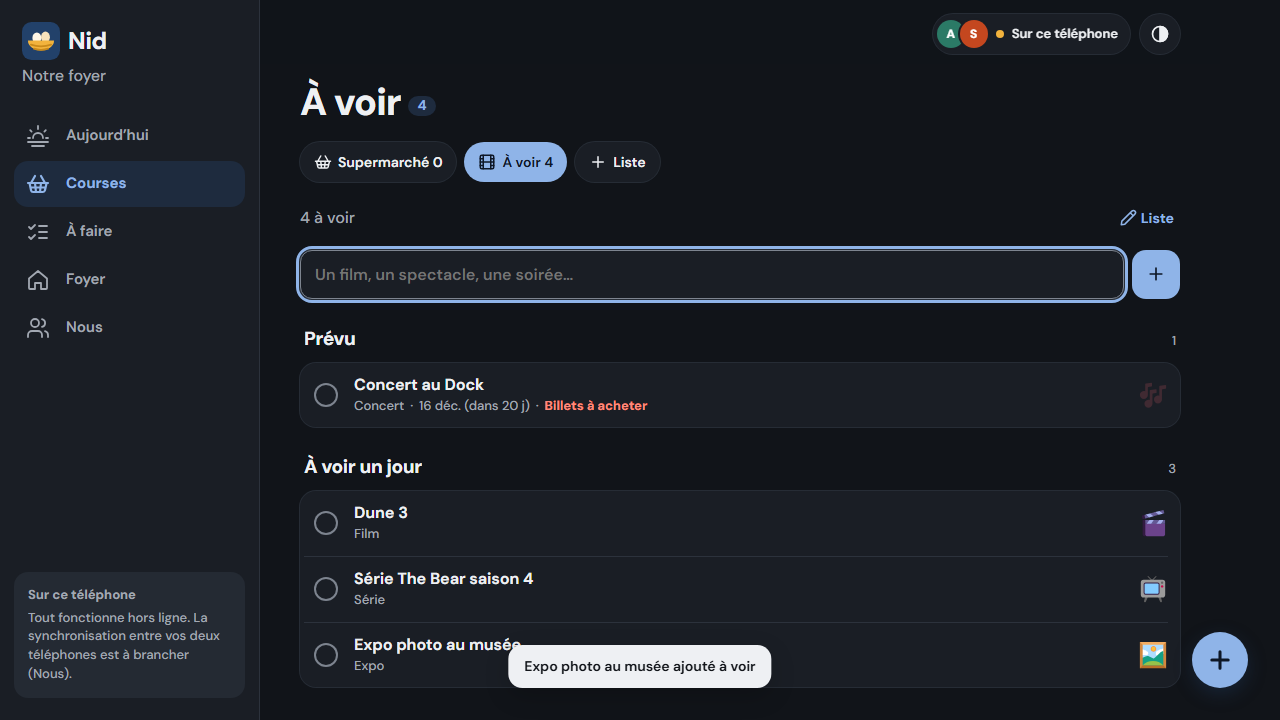 Nid
Notre foyer
Aujourd’hui
Courses
À faire
Foyer
Nous
Sur ce téléphone
Tout fonctionne hors ligne. La
synchronisation entre vos deux
téléphones est à brancher
(Nous).
A
S
Sur ce téléphone
À voir 4
Supermarché 0
À voir 4
Liste
4 à voir
Liste
Un film, un spectacle, une soirée…
Prévu
1
Concert au Dock
Concert · 16 déc. (dans 20 j) · Billets à acheter
À voir un jour
3
Dune 3
Film
Série The Bear saison 4
Série
Expo photo au musée
Expo
Expo photo au musée ajouté à voir